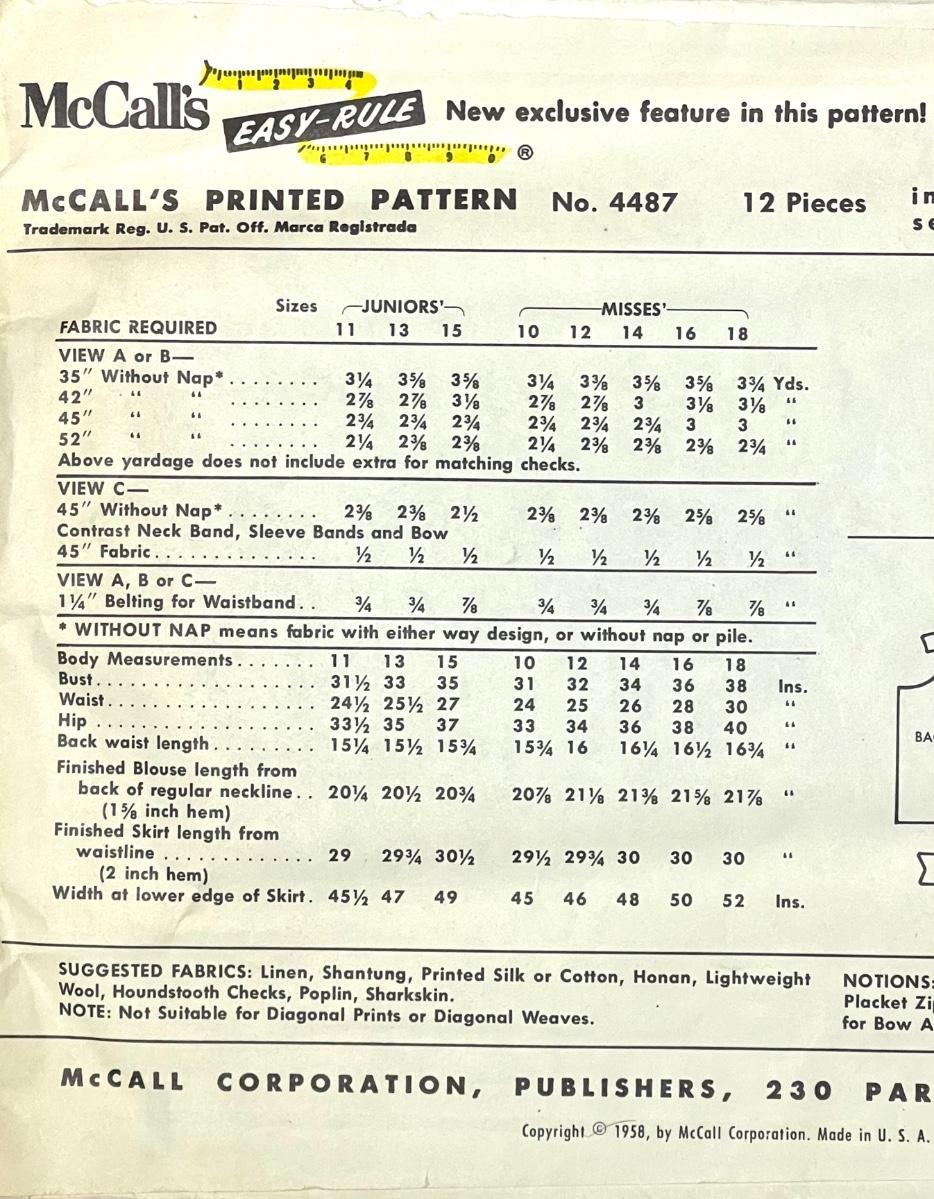 1 2 3 4
McCall's EASY-RULE New exclusive feature in this pattern!
6 7 8 9 0 ®
McCALL'S PRINTED PATTERN No. 4487 12 Pieces in
Trademark Reg. U. S. Pat. Off. Marca Registrada se
Sizes JUNIORS' MISSES'
FABRIC REQUIRED 11 13 15 10 12 14 16 18
VIEW A or B—
35" Without Nap* ........ 3¼ 3⅝ 3⅝ 3¼ 3⅜ 3⅝ 3⅝ 3¾ Yds.
42" " " ........ 2⅞ 2⅞ 3⅛ 2⅞ 2⅞ 3 3⅛ 3⅛ "
45" " " ........ 2¾ 2¾ 2¾ 2¾ 2¾ 2¾ 3 3 "
52" " " ........ 2¼ 2⅜ 2⅜ 2¼ 2⅜ 2⅜ 2⅜ 2¾ "
Above yardage does not include extra for matching checks.
VIEW C—
45" Without Nap* ........ 2⅜ 2⅜ 2½ 2⅜ 2⅜ 2⅜ 2⅝ 2⅝ "
Contrast Neck Band, Sleeve Bands and Bow
45" Fabric .............. ½ ½ ½ ½ ½ ½ ½ ½ "
VIEW A, B or C—
1¼" Belting for Waistband.. ¾ ¾ ⅞ ¾ ¾ ¾ ⅞ ⅞ "
* WITHOUT NAP means fabric with either way design, or without nap or pile.
Body Measurements ....... 11 13 15 10 12 14 16 18
Bust .................... 31½ 33 35 31 32 34 36 38 Ins.
Waist ................... 24½ 25½ 27 24 25 26 28 30 "
Hip ..................... 33½ 35 37 33 34 36 38 40 "
Back waist length ......... 15¼ 15½ 15¾ 15¾ 16 16¼ 16½ 16¾ "
Finished Blouse length from
back of regular neckline .. 20¼ 20½ 20¾ 20⅞ 21⅛ 21⅜ 21⅝ 21⅞ "
(1⅝ inch hem)
Finished Skirt length from
waistline ............. 29 29¾ 30½ 29½ 29¾ 30 30 30 "
(2 inch hem)
Width at lower edge of Skirt. 45½ 47 49 45 46 48 50 52 Ins.
BA
SUGGESTED FABRICS: Linen, Shantung, Printed Silk or Cotton, Honan, Lightweight
Wool, Houndstooth Checks, Poplin, Sharkskin.
NOTE: Not Suitable for Diagonal Prints or Diagonal Weaves.
NOTIONS:
Placket Zi
for Bow A
McCALL CORPORATION, PUBLISHERS, 230 PAR
Copyright © 1958, by McCall Corporation. Made in U. S. A.